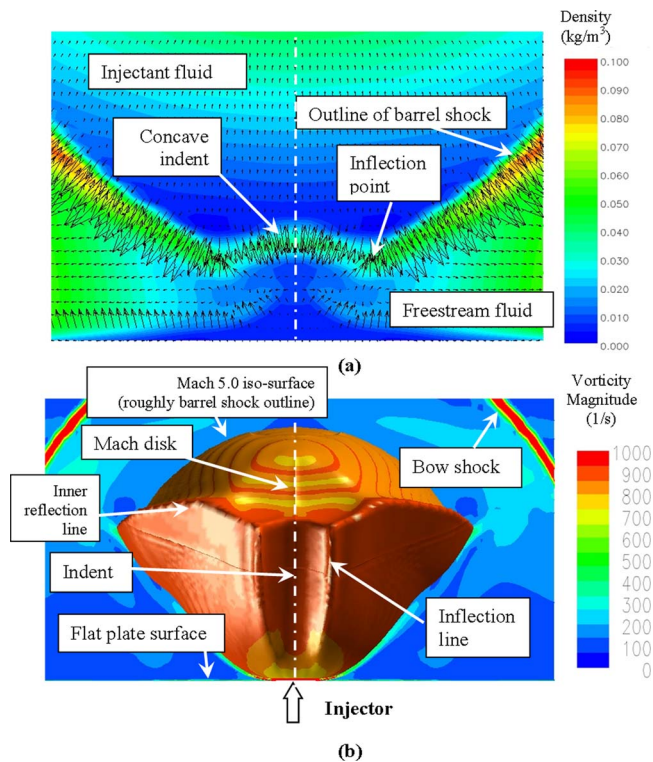 Density
(kg/m³)
Injectant fluid
Outline of barrel shock
Concave
indent
Inflection
point
Freestream fluid
0.100
0.090
0.080
0.070
0.060
0.050
0.040
0.030
0.020
0.010
0.000
(a)
Mach 5.0 iso-surface
(roughly barrel shock outline)
Mach disk
Inner
reflection
line
Indent
Flat plate surface
Bow shock
Inflection
line
Vorticity
Magnitude
(1/s)
1000
900
800
700
600
500
400
300
200
100
0
Injector
(b)